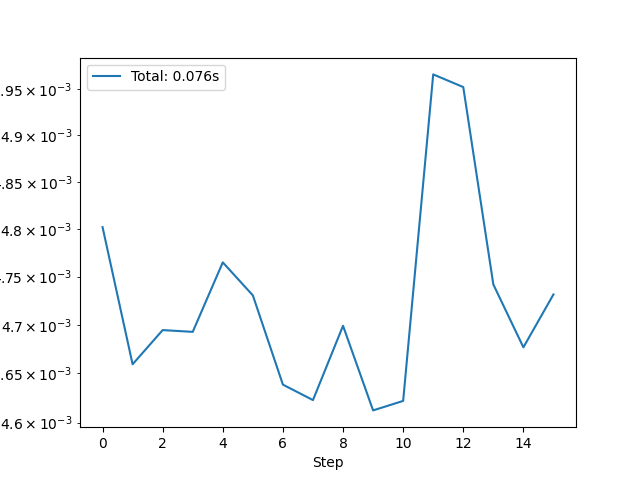 Total: 0.076s
.95 × 10⁻³
4.9 × 10⁻³
.85 × 10⁻³
4.8 × 10⁻³
.75 × 10⁻³
4.7 × 10⁻³
.65 × 10⁻³
4.6 × 10⁻³
0 2 4 6 8 10 12 14
Step